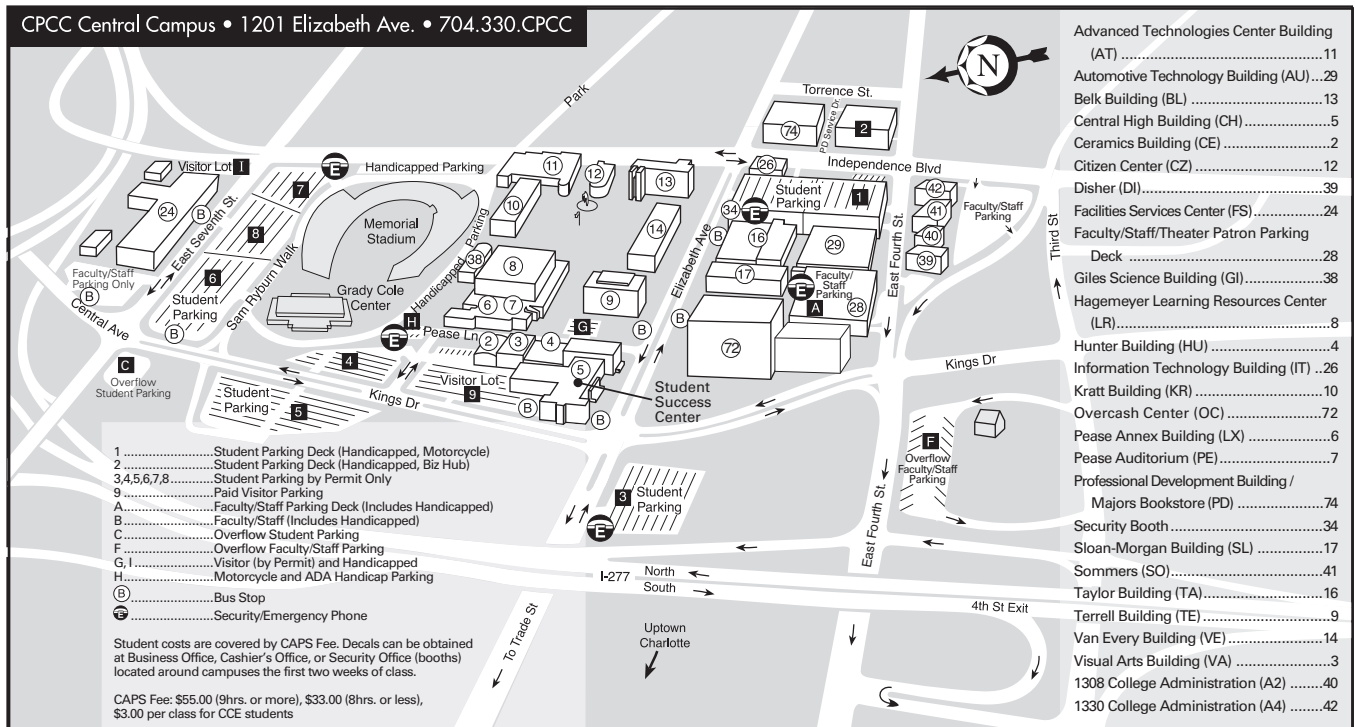 CPCC Central Campus • 1201 Elizabeth Ave. • 704.330.CPCC
N
Advanced Technologies Center Building
(AT) ..............................................11
Automotive Technology Building (AU) ...29
Belk Building (BL) ..............................13
Central High Building (CH) ......................5
Ceramics Building (CE) ..........................2
Citizen Center (CZ) .............................12
Disher (DI) ......................................39
Facilities Services Center (FS) ................24
Faculty/Staff/Theater Patron Parking
Deck .............................................28
Giles Science Building (GI) .....................38
Hagemeyer Learning Resources Center
(LR) ..............................................8
Hunter Building (HU) ............................4
Information Technology Building (IT) ..26
Kratt Building (KR) .............................10
Overcash Center (OC) ...........................72
Pease Annex Building (LX) .......................6
Pease Auditorium (PE) ...........................7
Professional Development Building /
Majors Bookstore (PD) ..........................74
Security Booth ..................................34
Sloan-Morgan Building (SL) .....................17
Sommers (SO) ....................................41
Taylor Building (TA) ............................16
Terrell Building (TE) ............................9
Van Every Building (VE) ........................14
Visual Arts Building (VA) .......................3
1308 College Administration (A2) ........40
1330 College Administration (A4) ........42
Park
Torrence St.
PD Service Dr.
74
2
Independence Blvd
Visitor Lot I
E
Handicapped Parking
7
24
B
East Seventh St.
8
6
Student
Parking
B
Sam Ryburn Walk
Memorial
Stadium
Grady Cole
Center
Faculty/Staff
Parking Only
B
Central Ave
C
Overflow
Student Parking
Handicapped Parking
11
12
13
10
14
38
8
6
7
9
G
H
E
Pease Ln
2
3
4
5
Visitor Lot
9
4
Student
Parking
5
Kings Dr
B
B
B
Student
Success
Center
Elizabeth Ave
26
Student
Parking
1
34
E
B
16
29
17
E
Faculty/
Staff
Parking
A
28
B
72
East Fourth St.
42
41
40
39
Faculty/Staff
Parking
Third St
Kings Dr
F
Overflow
Faculty/Staff
Parking
East Fourth St.
3
Student
Parking
E
I-277
North
South
4th St Exit
To Trade St
Uptown
Charlotte
1 .........................Student Parking Deck (Handicapped, Motorcycle)
2 .........................Student Parking Deck (Handicapped, Biz Hub)
3,4,5,6,7,8 ............Student Parking by Permit Only
9 .........................Paid Visitor Parking
A .........................Faculty/Staff Parking Deck (Includes Handicapped)
B .........................Faculty/Staff (Includes Handicapped)
C .........................Overflow Student Parking
F .........................Overflow Faculty/Staff Parking
G, I ......................Visitor (by Permit) and Handicapped
H .........................Motorcycle and ADA Handicap Parking
B .........................Bus Stop
E .........................Security/Emergency Phone
Student costs are covered by CAPS Fee. Decals can be obtained
at Business Office, Cashier's Office, or Security Office (booths)
located around campuses the first two weeks of class.
CAPS Fee: $55.00 (9hrs. or more), $33.00 (8hrs. or less),
$3.00 per class for CCE students